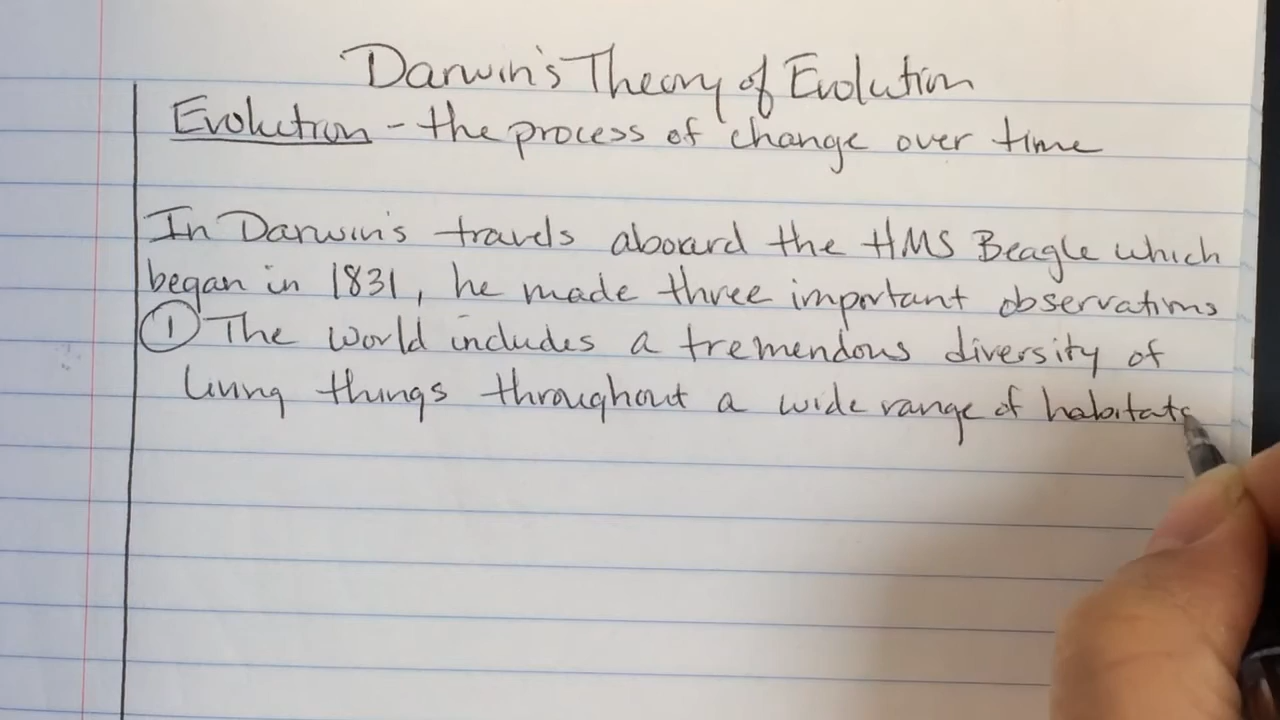 Darwin's Theory of Evolution
Evolution - the process of change over time
In Darwin's travels aboard the HMS Beagle which
began in 1831, he made three important observations
① The world includes a tremendous diversity of
living things throughout a wide range of habitats